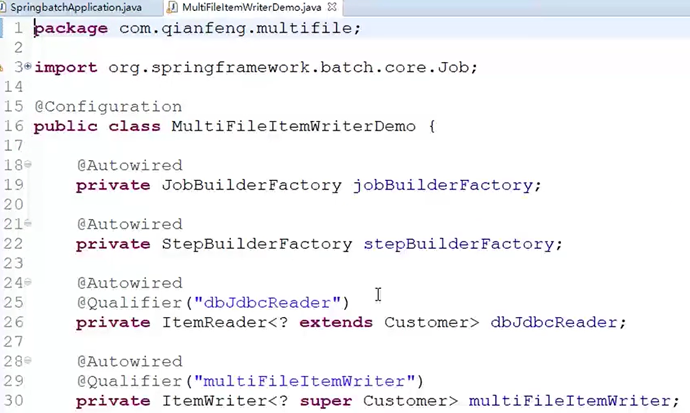 SpringbatchApplication.java MultiFileItemWriterDemo.java
1 package com.qianfeng.multifile;
2
3 import org.springframework.batch.core.Job;
14
15 @Configuration
16 public class MultiFileItemWriterDemo {
17
18 @Autowired
19 private JobBuilderFactory jobBuilderFactory;
20
21 @Autowired
22 private StepBuilderFactory stepBuilderFactory;
23
24 @Autowired
25 @Qualifier("dbJdbcReader")
26 private ItemReader<? extends Customer> dbJdbcReader;
27
28 @Autowired
29 @Qualifier("multiFileItemWriter")
30 private ItemWriter<? super Customer> multiFileItemWriter;